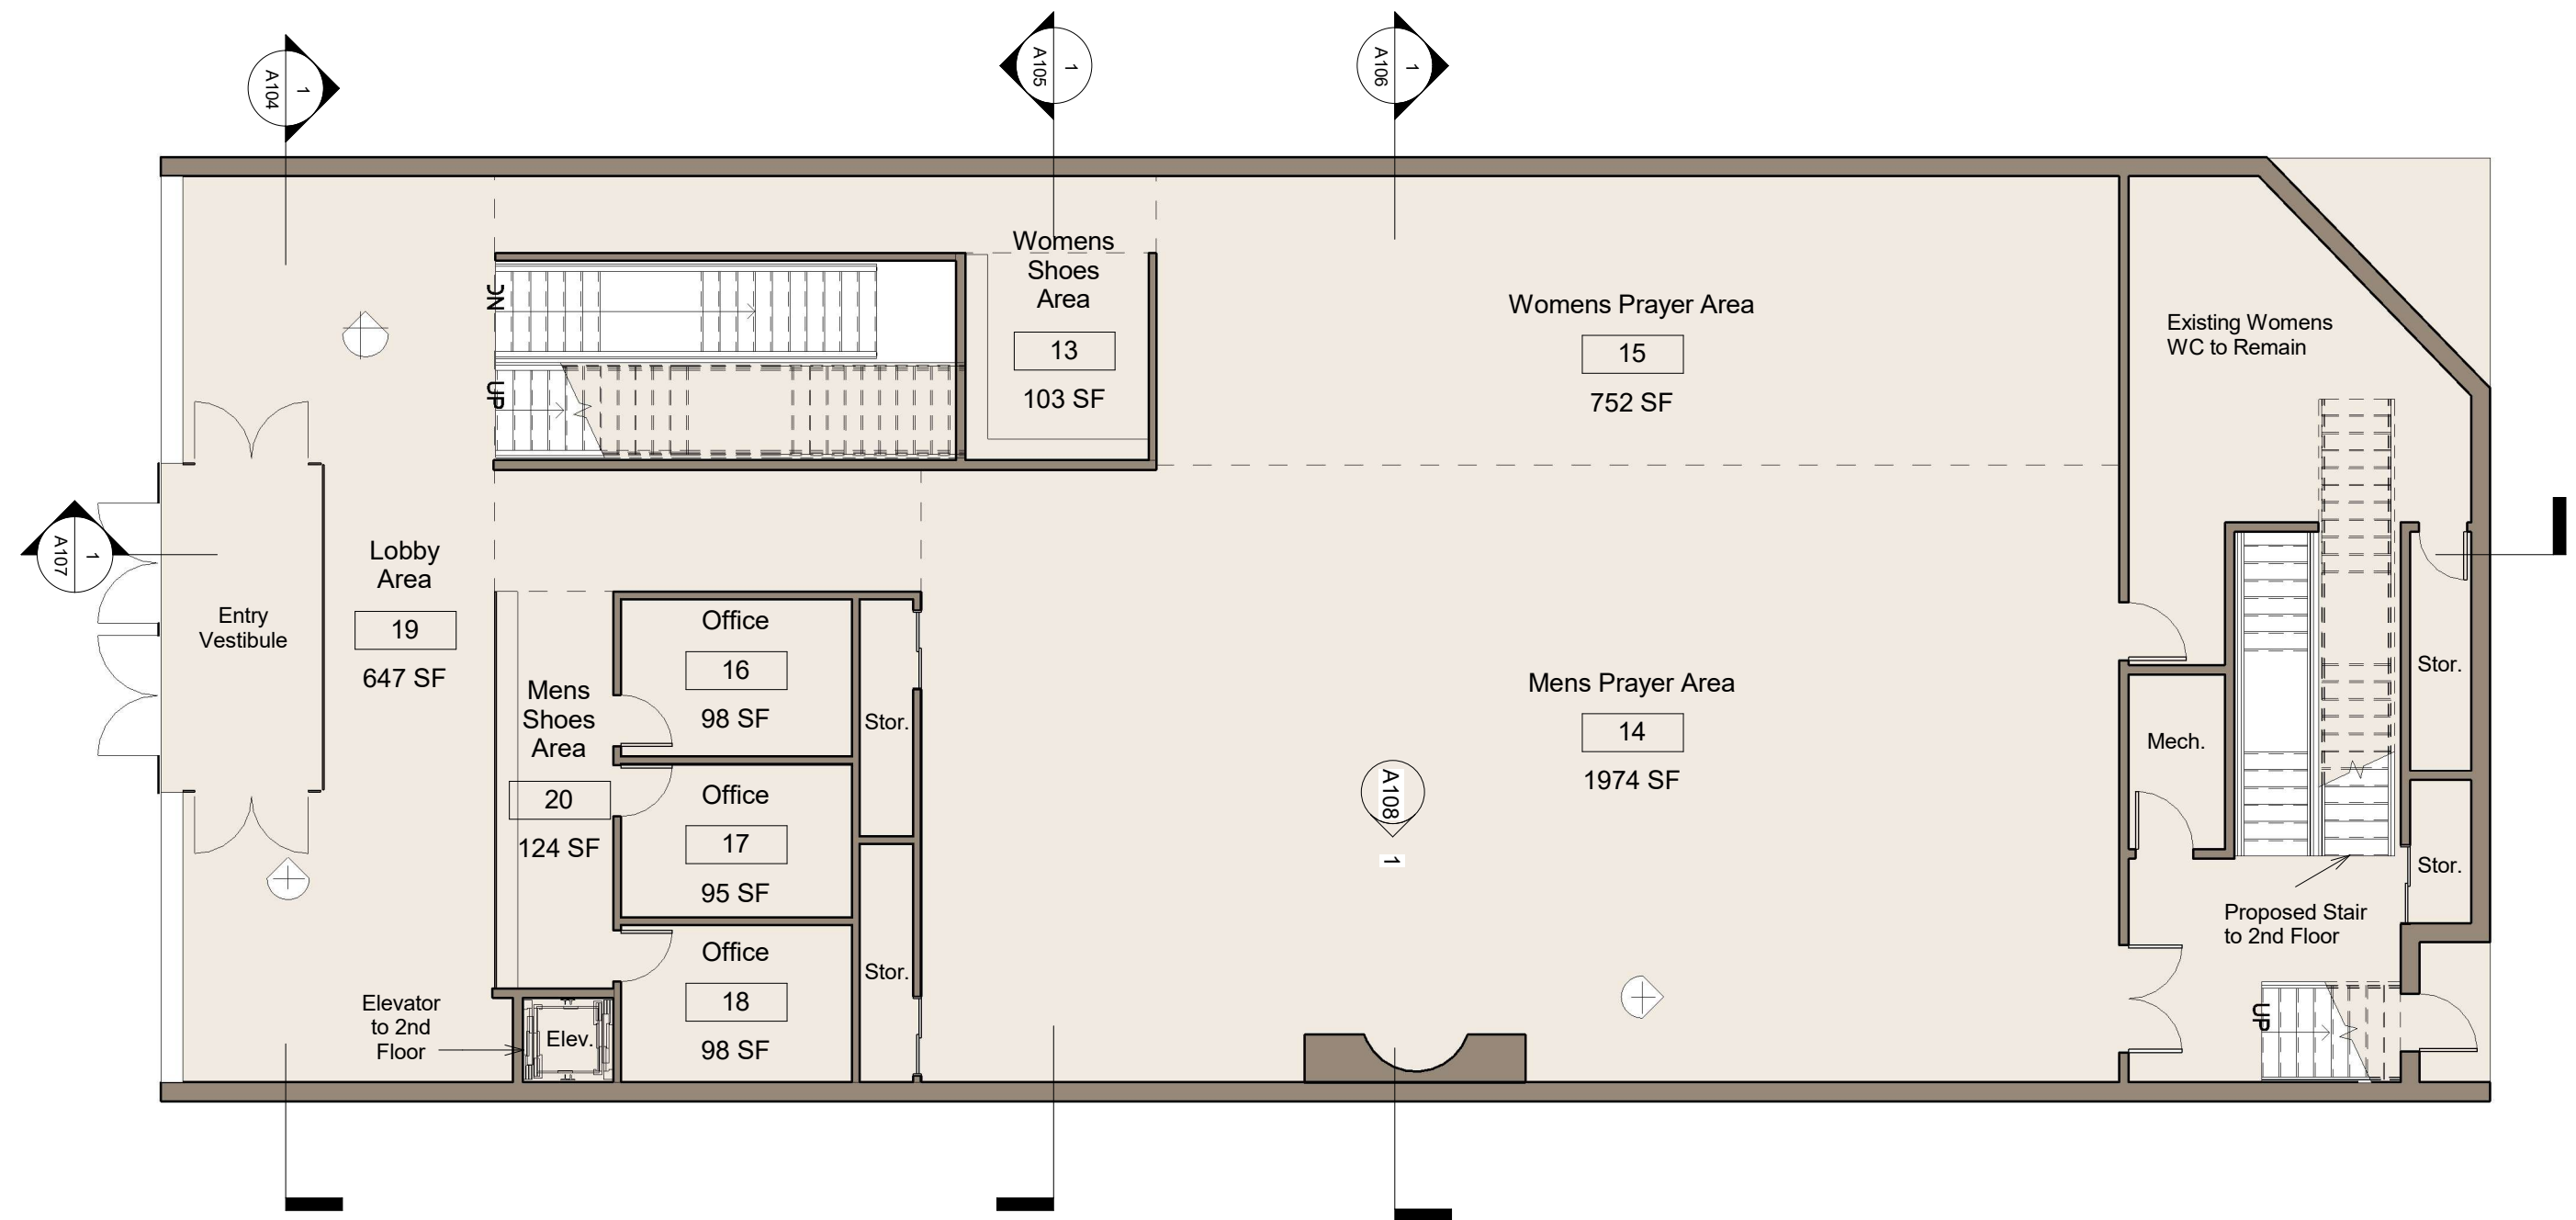 1
A104
1
A105
1
A106
1
A107
Womens
Shoes
Area
13
103 SF
Womens Prayer Area
15
752 SF
Existing Womens
WC to Remain
DN
UP
Lobby
Area
19
647 SF
Entry
Vestibule
Office
16
98 SF
Mens
Shoes
Area
20
124 SF
Office
17
95 SF
Office
18
98 SF
Stor.
Stor.
Elevator
to 2nd
Floor
Elev.
Mens Prayer Area
14
1974 SF
A108
1
Mech.
Stor.
Stor.
Proposed Stair
to 2nd Floor
UP